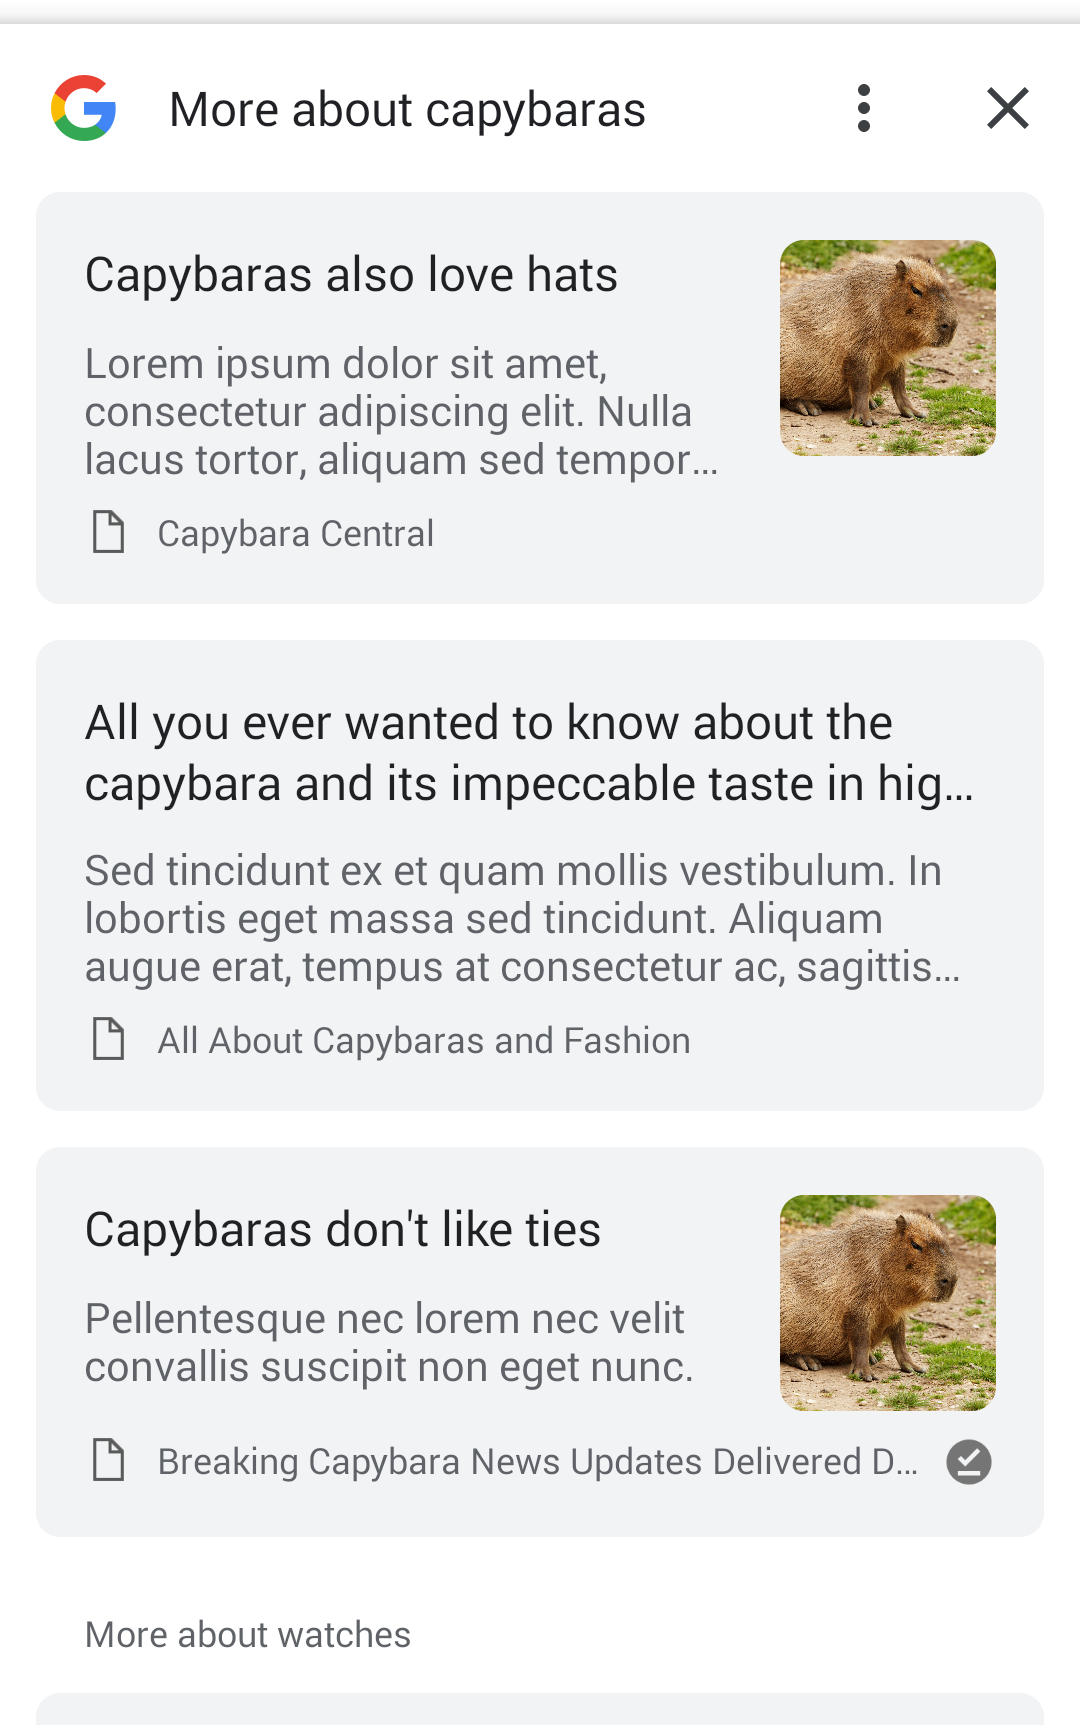 More about capybaras
Capybaras also love hats
Lorem ipsum dolor sit amet,
consectetur adipiscing elit. Nulla
lacus tortor, aliquam sed tempor...
Capybara Central
All you ever wanted to know about the
capybara and its impeccable taste in hig...
Sed tincidunt ex et quam mollis vestibulum. In
lobortis eget massa sed tincidunt. Aliquam
augue erat, tempus at consectetur ac, sagittis...
All About Capybaras and Fashion
Capybaras don't like ties
Pellentesque nec lorem nec velit
convallis suscipit non eget nunc.
Breaking Capybara News Updates Delivered D...
More about watches